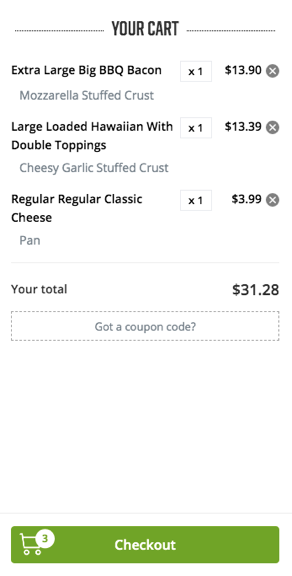 YOUR CART
Extra Large Big BBQ Bacon x 1 $13.90
Mozzarella Stuffed Crust
Large Loaded Hawaiian With x 1 $13.39
Double Toppings
Cheesy Garlic Stuffed Crust
Regular Regular Classic x 1 $3.99
Cheese
Pan
Your total $31.28
Got a coupon code?
3 Checkout